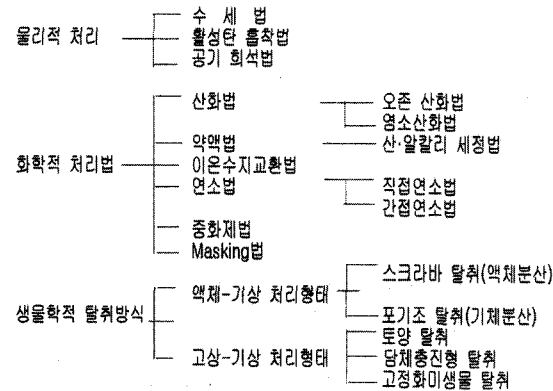 물리적 처리
수 세 법
활성탄 흡착법
공기 희석법
화학적 처리법
산화법
오존 산화법
염소산화법
약액법
산·알칼리 세정법
이온수지교환법
연소법
직접연소법
간접연소법
중화제법
Masking법
생물학적 탈취방식
액체-기상 처리형태
스크라바 탈취(액체분산)
포기조 탈취(기체분산)
고상-기상 처리형태
토양 탈취
담체충진형 탈취
고정화미생물 탈취